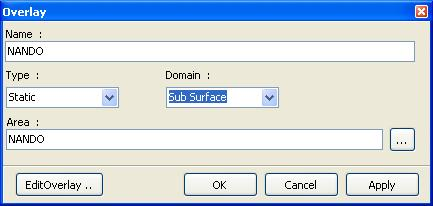 Overlay
Name :
NANDO
Type : Domain :
Static Sub Surface
Area :
NANDO ...
EditOverlay .. OK Cancel Apply